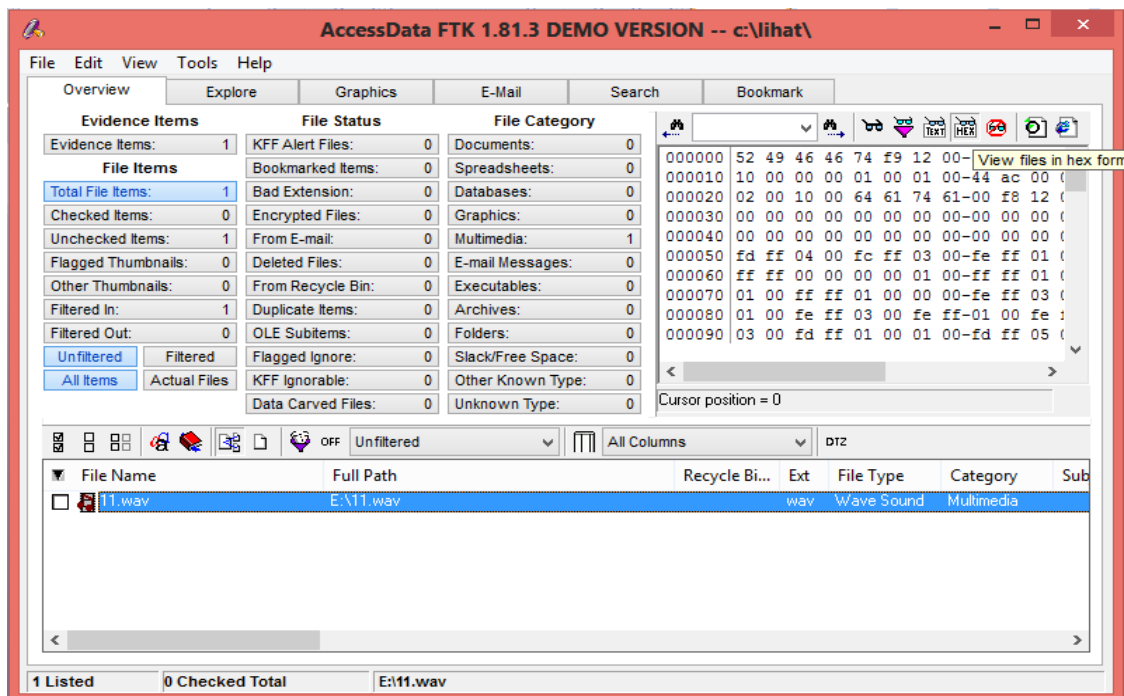 AccessData FTK 1.81.3 DEMO VERSION -- c:\lihat\
File Edit View Tools Help
Overview Explore Graphics E-Mail Search Bookmark
Evidence Items File Status File Category
Evidence Items: 1 KFF Alert Files: 0 Documents: 0
File Items Bookmarked Items: 0 Spreadsheets: 0
Total File Items: 1 Bad Extension: 0 Databases: 0
Checked Items: 0 Encrypted Files: 0 Graphics: 0
Unchecked Items: 1 From E-mail: 0 Multimedia: 1
Flagged Thumbnails: 0 Deleted Files: 0 E-mail Messages: 0
Other Thumbnails: 0 From Recycle Bin: 0 Executables: 0
Filtered In: 1 Duplicate Items: 0 Archives: 0
Filtered Out: 0 OLE Subitems: 0 Folders: 0
Unfiltered Filtered Flagged Ignore: 0 Slack/Free Space: 0
All Items Actual Files KFF Ignorable: 0 Other Known Type: 0
Data Carved Files: 0 Unknown Type: 0
TEXT HEX
View files in hex form
000000 52 49 46 46 74 f9 12 00-
000010 10 00 00 00 01 00 01 00-44 ac 00
000020 02 00 10 00 64 61 74 61-00 f8 12
000030 00 00 00 00 00 00 00 00-00 00 00
000040 00 00 00 00 00 00 00 00-00 00 00
000050 fd ff 04 00 fc ff 03 00-fe ff 01
000060 ff ff 00 00 00 00 01 00-ff ff 01
000070 01 00 ff ff 01 00 00 00-fe ff 03
000080 01 00 fe ff 03 00 fe ff-01 00 fe
000090 03 00 fd ff 01 00 01 00-fd ff 05
Cursor position = 0
OFF Unfiltered All Columns DTZ
File Name Full Path Recycle Bi... Ext File Type Category Sub
11.wav E:\11.wav wav Wave Sound Multimedia
1 Listed 0 Checked Total E:\11.wav